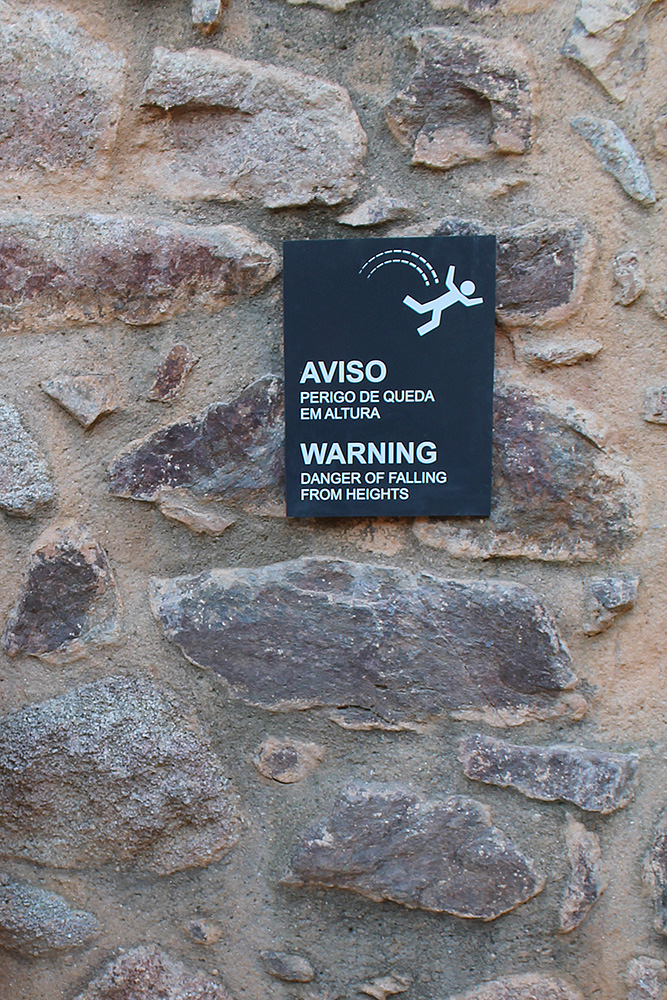 AVISO
PERIGO DE QUEDA
EM ALTURA
WARNING
DANGER OF FALLING
FROM HEIGHTS